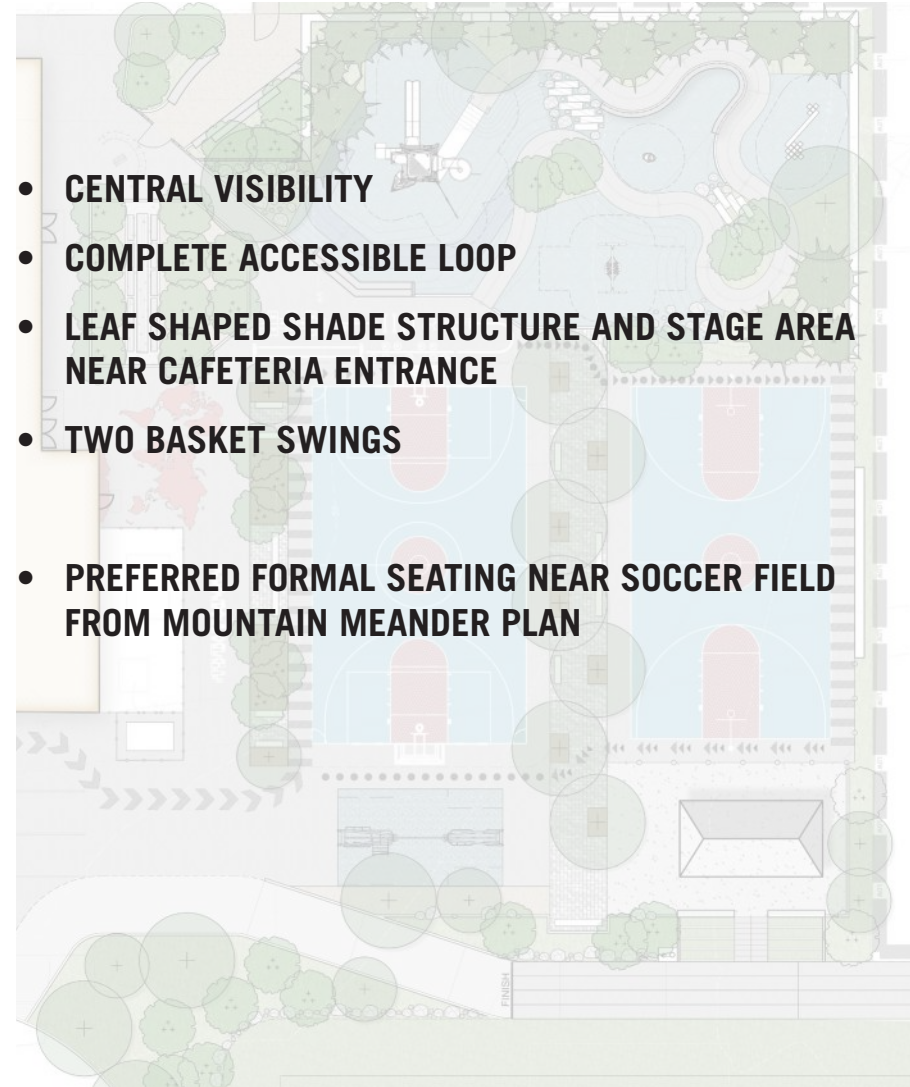 • CENTRAL VISIBILITY
• COMPLETE ACCESSIBLE LOOP
• LEAF SHAPED SHADE STRUCTURE AND STAGE AREA
NEAR CAFETERIA ENTRANCE
• TWO BASKET SWINGS
• PREFERRED FORMAL SEATING NEAR SOCCER FIELD
FROM MOUNTAIN MEANDER PLAN
FINISH